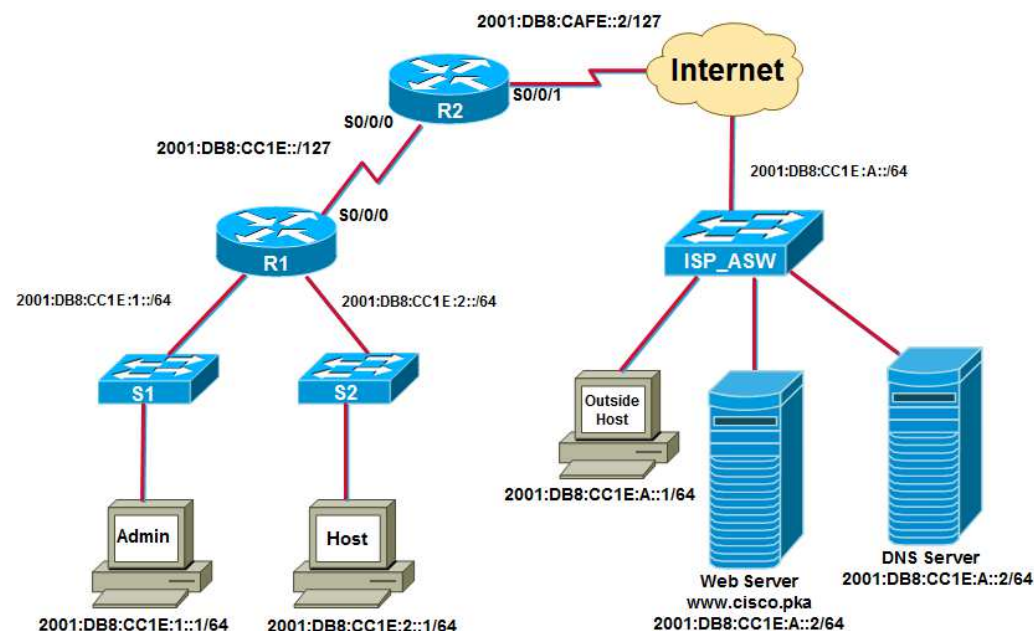 2001:DB8:CAFE::2/127
Internet
R2
S0/0/1
S0/0/0
2001:DB8:CC1E::/127
2001:DB8:CC1E:A::/64
S0/0/0
R1
ISP_ASW
2001:DB8:CC1E:1::/64
2001:DB8:CC1E:2::/64
S1
S2
Outside
Host
2001:DB8:CC1E:A::1/64
Admin
Host
DNS Server
2001:DB8:CC1E:A::2/64
Web Server
www.cisco.pka
2001:DB8:CC1E:A::2/64
2001:DB8:CC1E:1::1/64
2001:DB8:CC1E:2::1/64